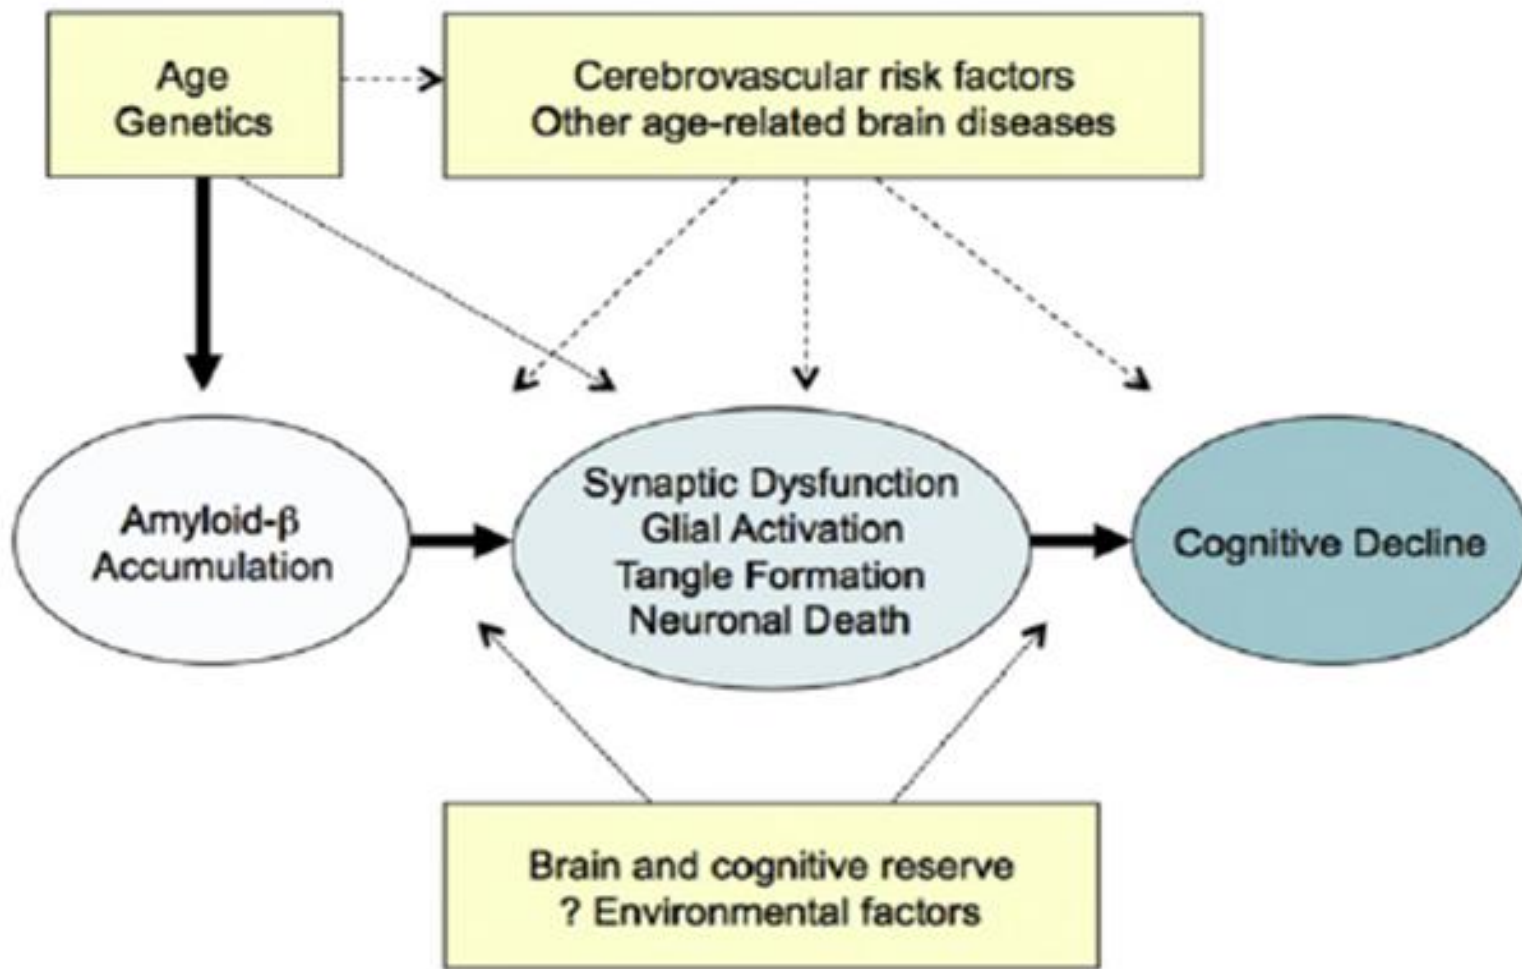 Age
Genetics
Cerebrovascular risk factors
Other age-related brain diseases
Amyloid-β
Accumulation
Synaptic Dysfunction
Glial Activation
Tangle Formation
Neuronal Death
Cognitive Decline
Brain and cognitive reserve
? Environmental factors